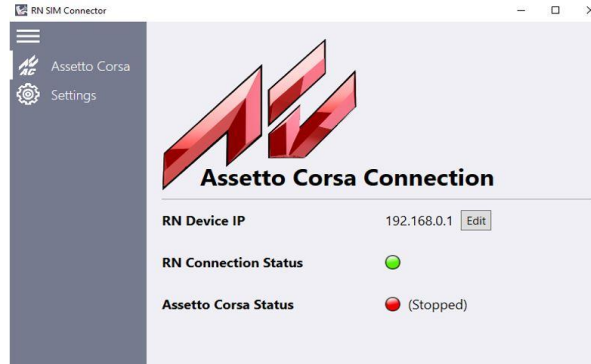 RN SIM Connector
Assetto Corsa
Settings
Assetto Corsa Connection
RN Device IP 192.168.0.1 Edit
RN Connection Status
Assetto Corsa Status (Stopped)